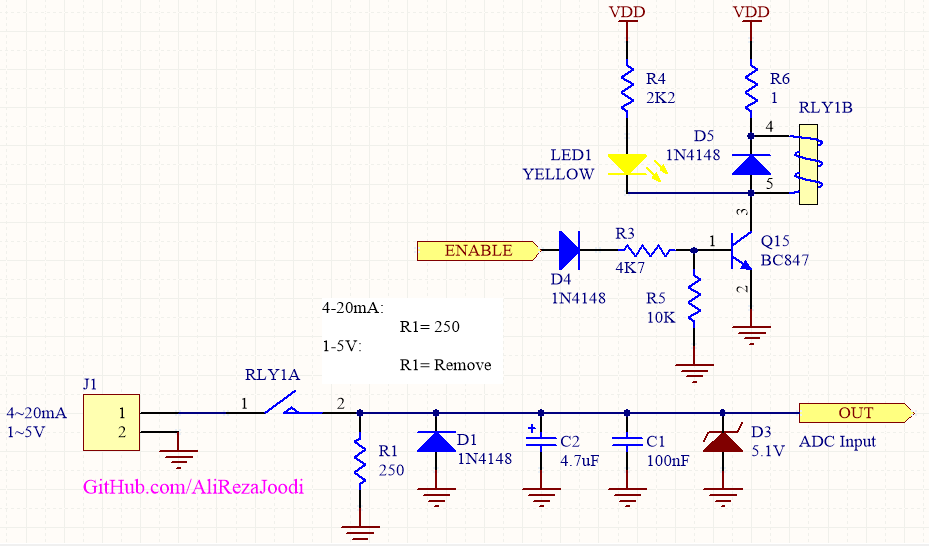 VDD
VDD
R4
2K2
R6
1
RLY1B
4
D5
1N4148
LED1
YELLOW
5
3
ENABLE
R3
4K7
1
Q15
BC847
D4
1N4148
R5
10K
2
4-20mA:
R1= 250
1-5V:
R1= Remove
RLY1A
J1
1
2
4~20mA
1~5V
1
2
OUT
ADC Input
R1
250
D1
1N4148
C2
4.7uF
C1
100nF
D3
5.1V
+
GitHub.com/AliRezaJoodi